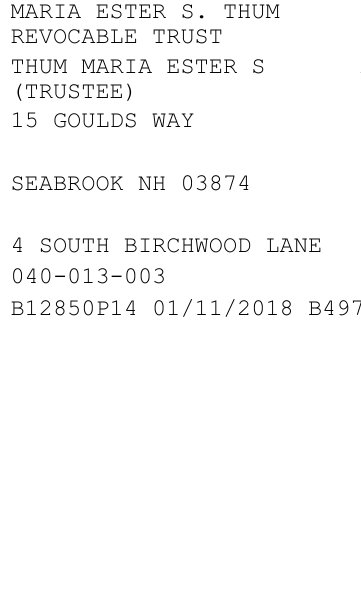 MARIA ESTER S. THUM
REVOCABLE TRUST
THUM MARIA ESTER S
(TRUSTEE)
15 GOULDS WAY
SEABROOK NH 03874
4 SOUTH BIRCHWOOD LANE
040-013-003
B12850P14 01/11/2018 B497